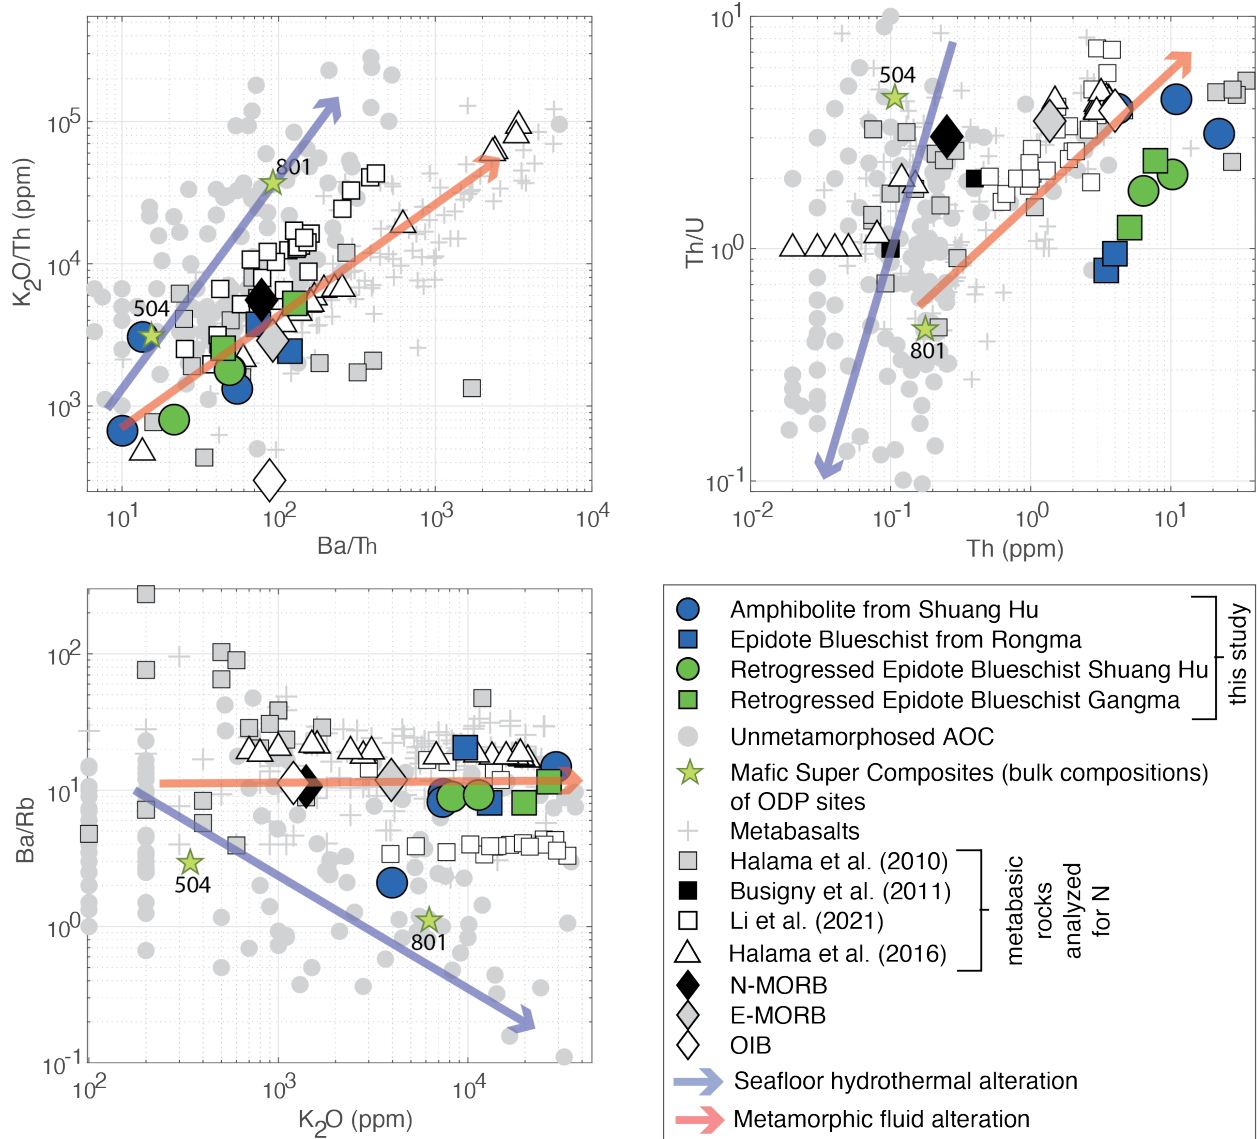 K2O/Th (ppm)
10^5
10^4
10^3
801
504
10^1
10^2
10^3
10^4
Ba/Th
Th/U
10^1
10^0
10^-1
504
801
10^-2
10^-1
10^0
10^1
Th (ppm)
Ba/Rb
10^2
10^1
10^0
10^-1
504
801
10^2
10^3
10^4
K2O (ppm)
Amphibolite from Shuang Hu
Epidote Blueschist from Rongma
Retrogressed Epidote Blueschist Shuang Hu
Retrogressed Epidote Blueschist Gangma
this study
Unmetamorphosed AOC
Mafic Super Composites (bulk compositions)
of ODP sites
Metabasalts
Halama et al. (2010)
Busigny et al. (2011)
Li et al. (2021)
Halama et al. (2016)
metabasic
rocks
analyzed
for N
N-MORB
E-MORB
OIB
Seafloor hydrothermal alteration
Metamorphic fluid alteration